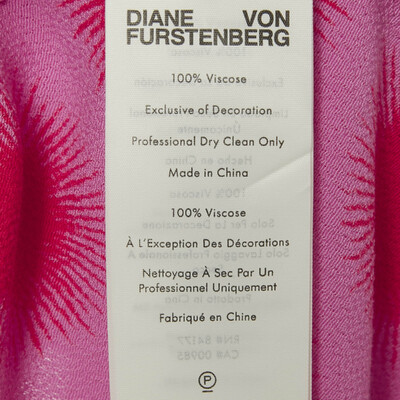 DIANE VON
FURSTENBERG
100% Viscose
Exclusive of Decoration
Professional Dry Clean Only
Made in China
100% Viscose
À L'Exception Des Décorations
Nettoyage À Sec Par Un
Professionnel Uniquement
Fabriqué en Chine
P